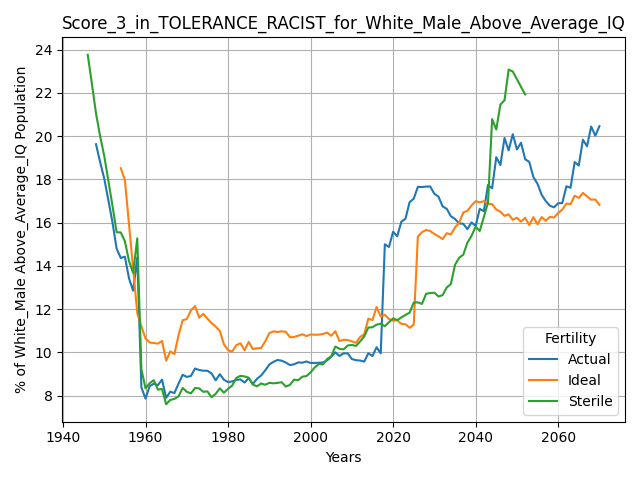 Score_3_in_TOLERANCE_RACIST_for_White_Male_Above_Average_IQ
% of White_Male Above_Average_IQ Population
24
22
20
18
16
14
12
10
8
1940
1960
1980
2000
2020
2040
2060
Years
Fertility
Actual
Ideal
Sterile